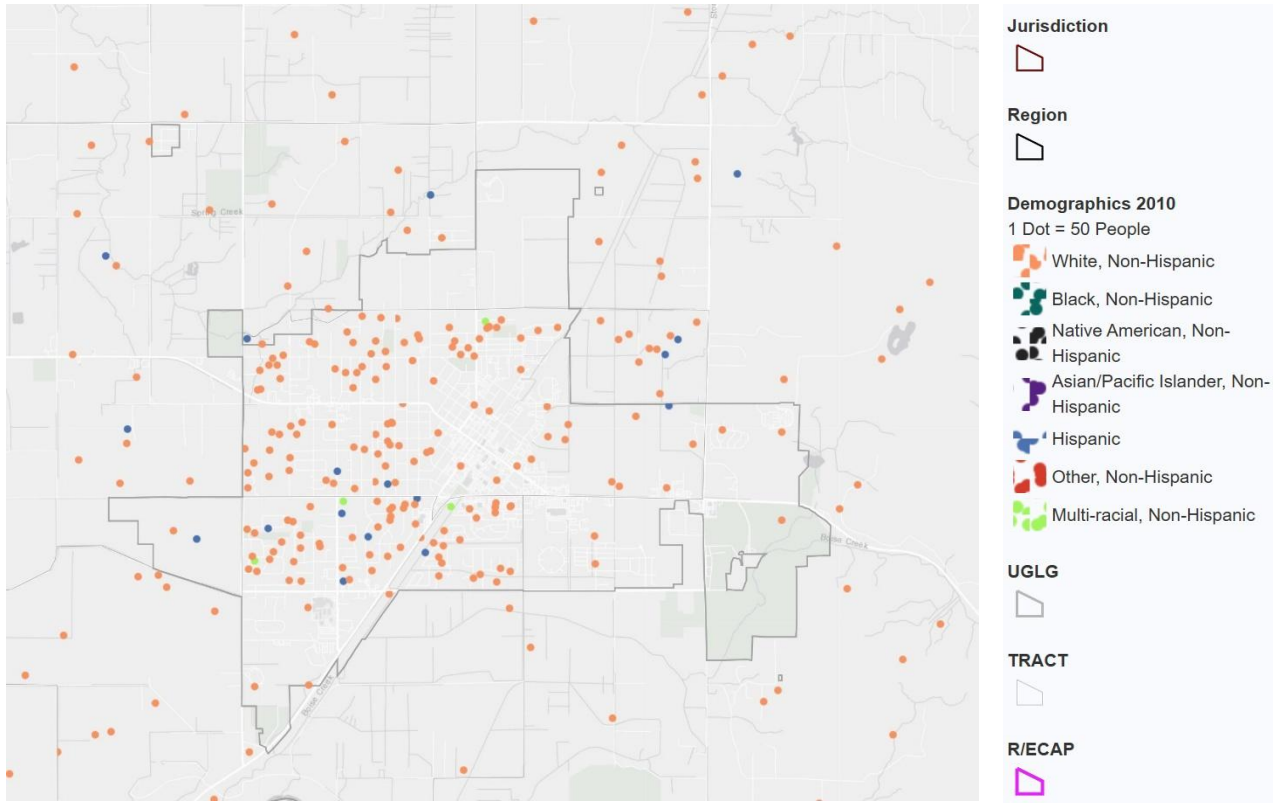 Jurisdiction
Region
Demographics 2010
1 Dot = 50 People
White, Non-Hispanic
Black, Non-Hispanic
Native American, Non-
Hispanic
Asian/Pacific Islander, Non-
Hispanic
Hispanic
Other, Non-Hispanic
Multi-racial, Non-Hispanic
UGLG
TRACT
R/ECAP
Spring Creek
Creek
Creek